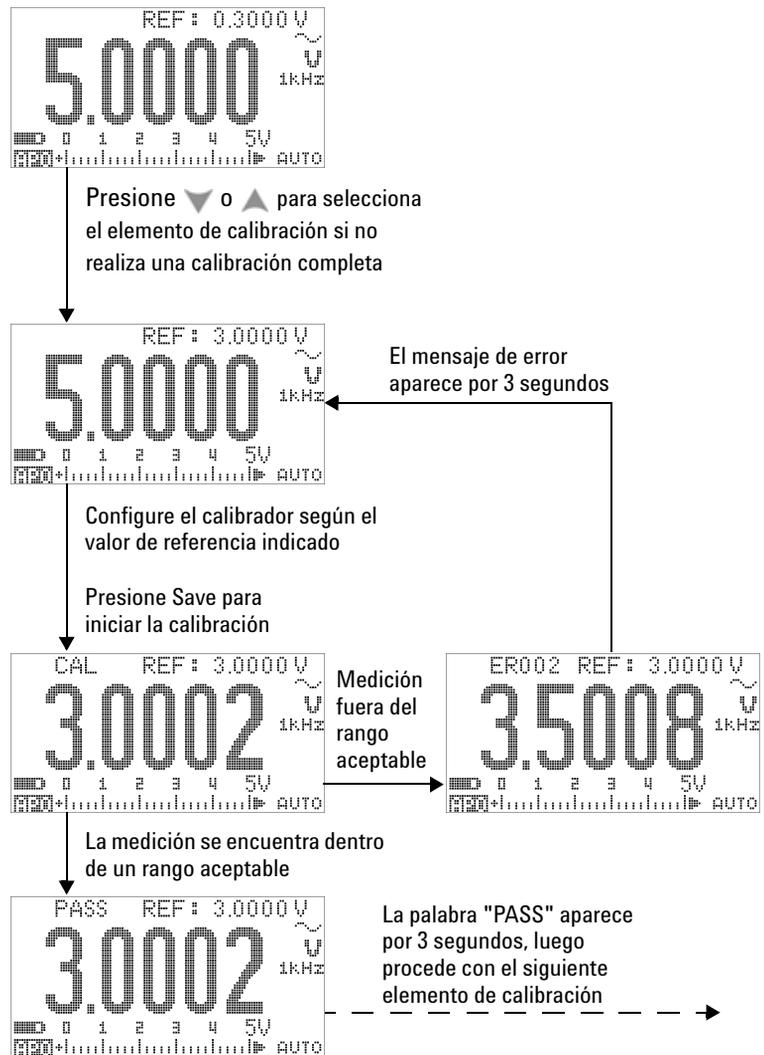 REF: 0.3000 V
5.0000 V
1kHz
0 1 2 3 4 5V
APO AUTO
Presione o para selecciona
el elemento de calibración si no
realiza una calibración completa
REF: 3.0000 V
5.0000 V
1kHz
0 1 2 3 4 5V
APO AUTO
El mensaje de error
aparece por 3 segundos
Configure el calibrador según el
valor de referencia indicado
Presione Save para
iniciar la calibración
CAL REF: 3.0000 V
3.0002 V
1kHz
0 1 2 3 4 5V
APO AUTO
Medición
fuera del
rango
aceptable
ER002 REF: 3.0000 V
3.5008 V
1kHz
0 1 2 3 4 5V
APO AUTO
La medición se encuentra dentro
de un rango aceptable
PASS REF: 3.0000 V
3.0002 V
1kHz
0 1 2 3 4 5V
APO AUTO
La palabra "PASS" aparece
por 3 segundos, luego
procede con el siguiente
elemento de calibración